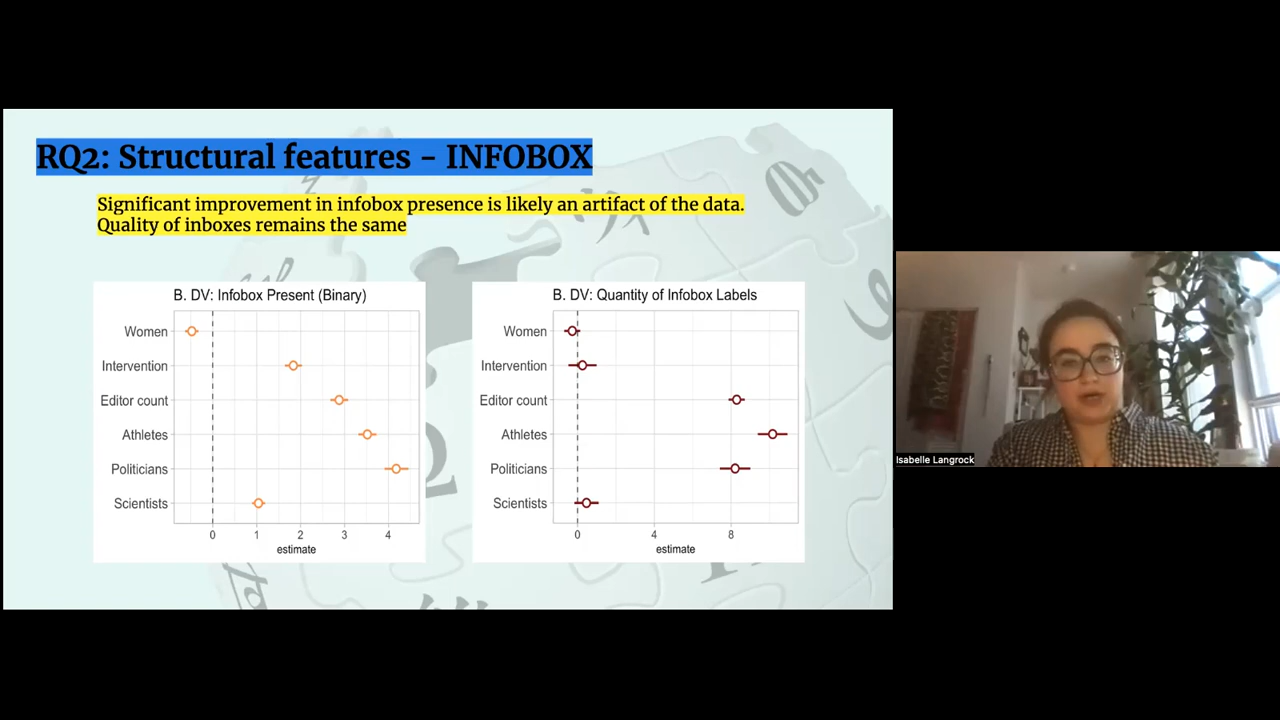 RQ2: Structural features - INFOBOX
Significant improvement in infobox presence is likely an artifact of the data.
Quality of inboxes remains the same
B. DV: Infobox Present (Binary)
Women
Intervention
Editor count
Athletes
Politicians
Scientists
0 1 2 3 4
estimate
B. DV: Quantity of Infobox Labels
Women
Intervention
Editor count
Athletes
Politicians
Scientists
0 4 8
estimate
Isabelle Langrock